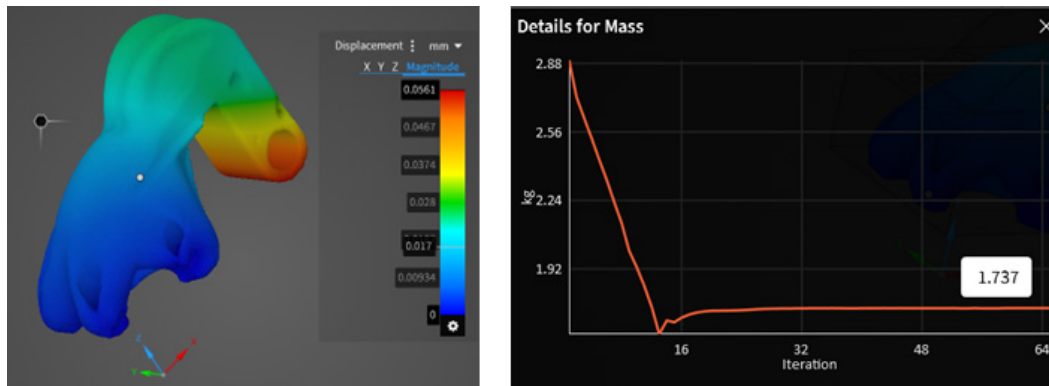 Displacement mm
X Y Z Magnitude
0.0561
0.0467
0.0374
0.028
0.017
0.00934
0
X
Y
Z
Details for Mass
2.88
2.56
2.24
1.92
kg
1.737
16 32 48 64
Iteration